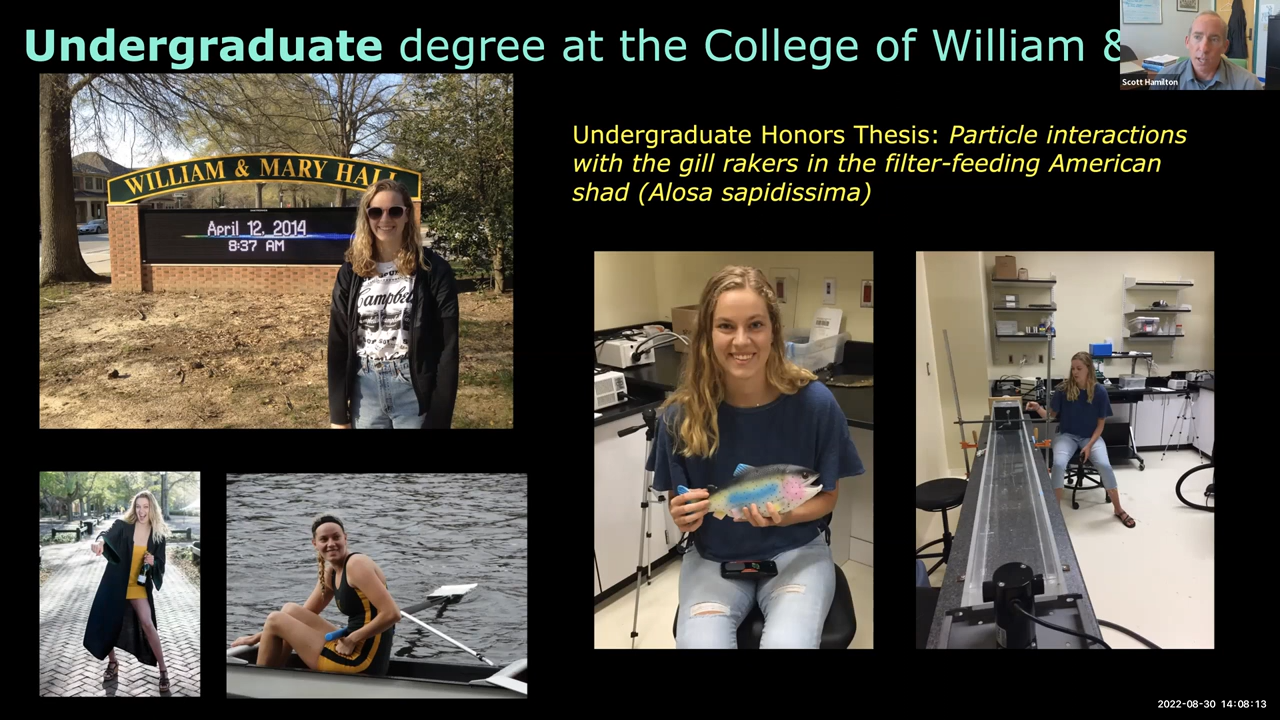 Undergraduate degree at the College of William &
Scott Hamilton
Undergraduate Honors Thesis: Particle interactions
with the gill rakers in the filter-feeding American
shad (Alosa sapidissima)
WILLIAM & MARY HALL
April 12, 2014
8:37 AM
Campbell
2022-08-30 14:08:13